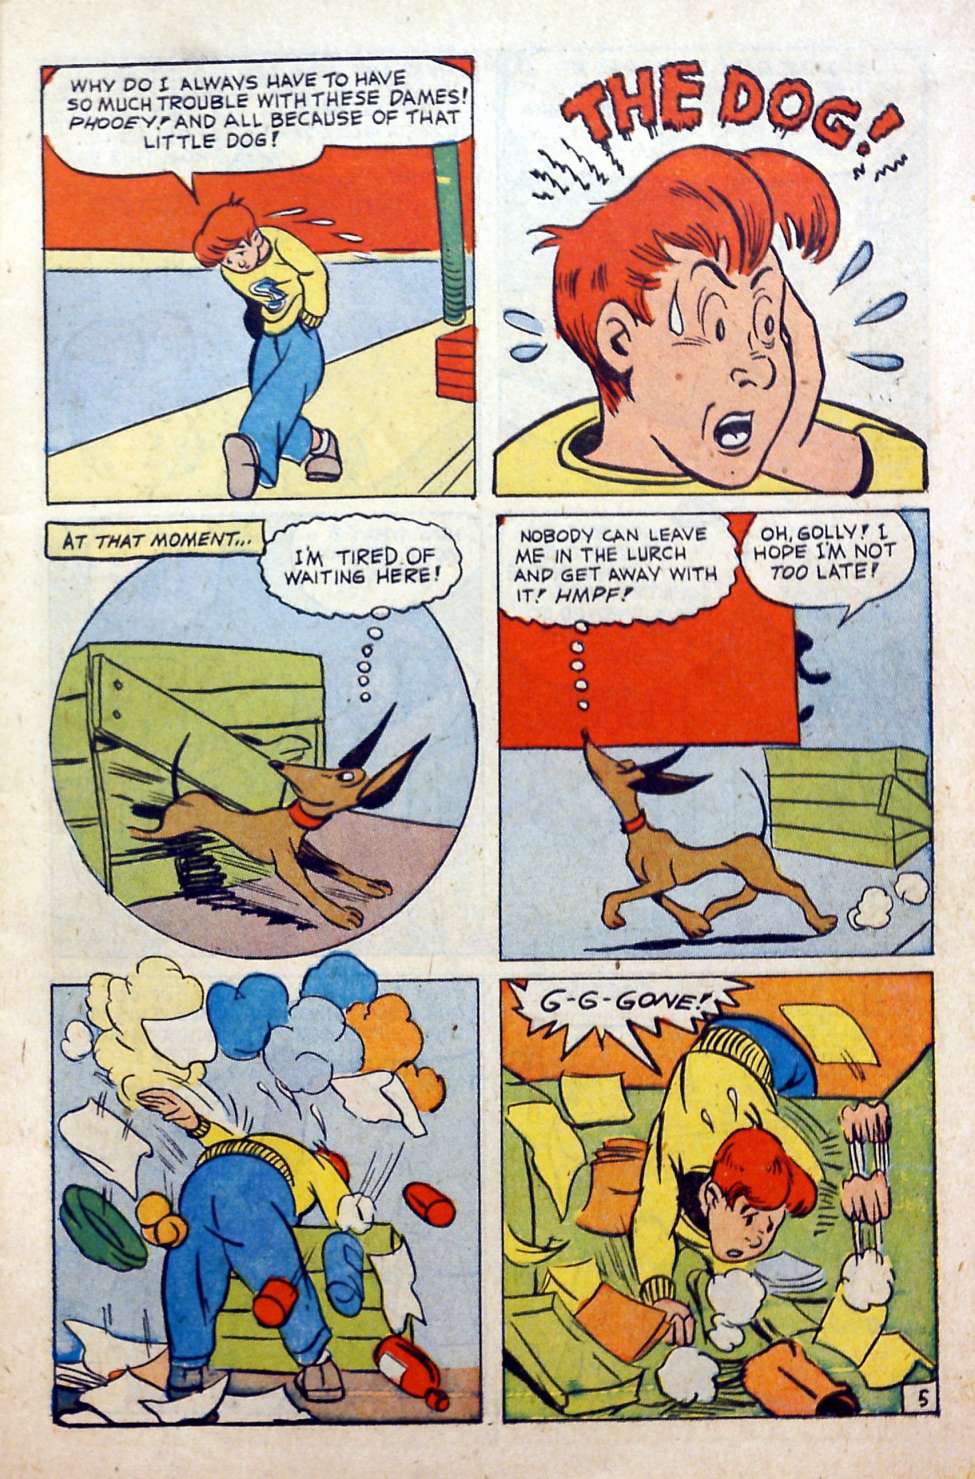 WHY DO I ALWAYS HAVE TO HAVE
SO MUCH TROUBLE WITH THESE DAMES!
PHOOEY! AND ALL BECAUSE OF THAT
LITTLE DOG!
THE DOG!
AT THAT MOMENT...
I'M TIRED OF
WAITING HERE!
NOBODY CAN LEAVE
ME IN THE LURCH
AND GET AWAY WITH
IT! HMPF!
OH, GOLLY! I
HOPE I'M NOT
TOO LATE!
G-G-GONE!
5